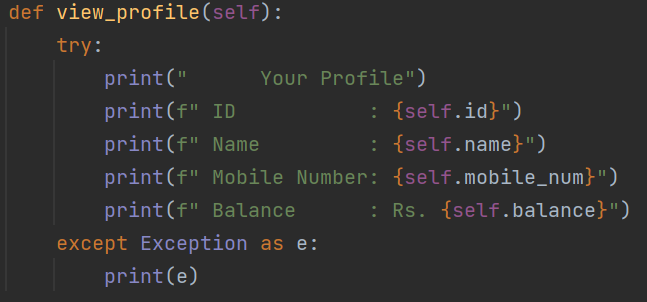 def view_profile(self):
    try:
        print("      Your Profile")
        print(f" ID           : {self.id}")
        print(f" Name         : {self.name}")
        print(f" Mobile Number: {self.mobile_num}")
        print(f" Balance      : Rs. {self.balance}")
    except Exception as e:
        print(e)